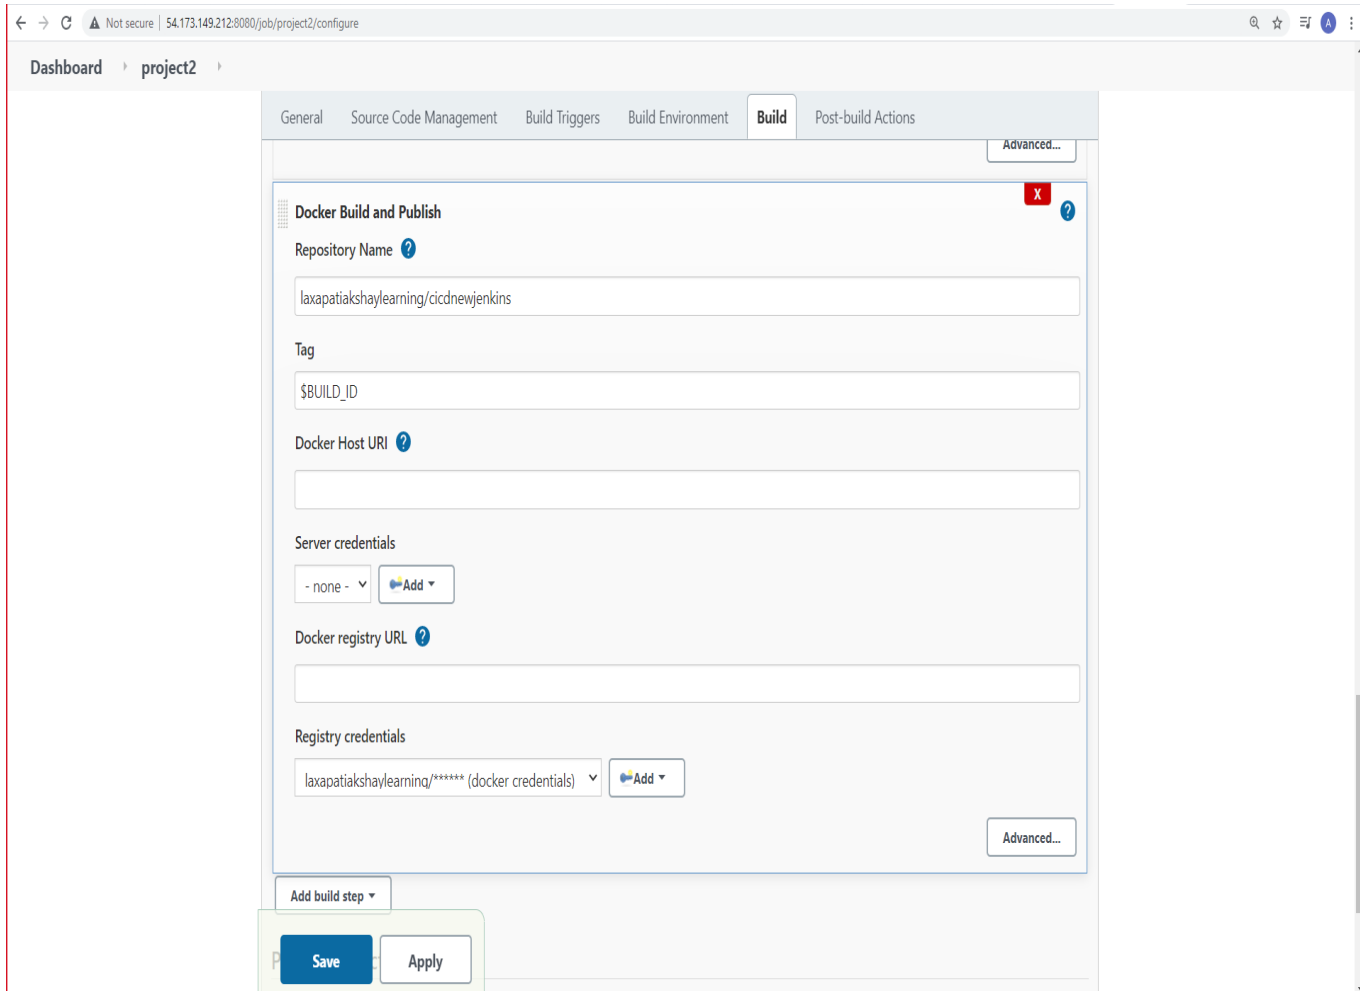 Not secure | 54.173.149.212:8080/job/project2/configure
A
Dashboard project2
General Source Code Management Build Triggers Build Environment Build Post-build Actions
Advanced...
X
Docker Build and Publish ?
Repository Name ?
laxapatiakshaylearning/cicdnewjenkins
Tag
$BUILD_ID
Docker Host URI ?
Server credentials
- none - Add
Docker registry URL ?
Registry credentials
laxapatiakshaylearning/****** (docker credentials) Add
Advanced...
Add build step
Save Apply